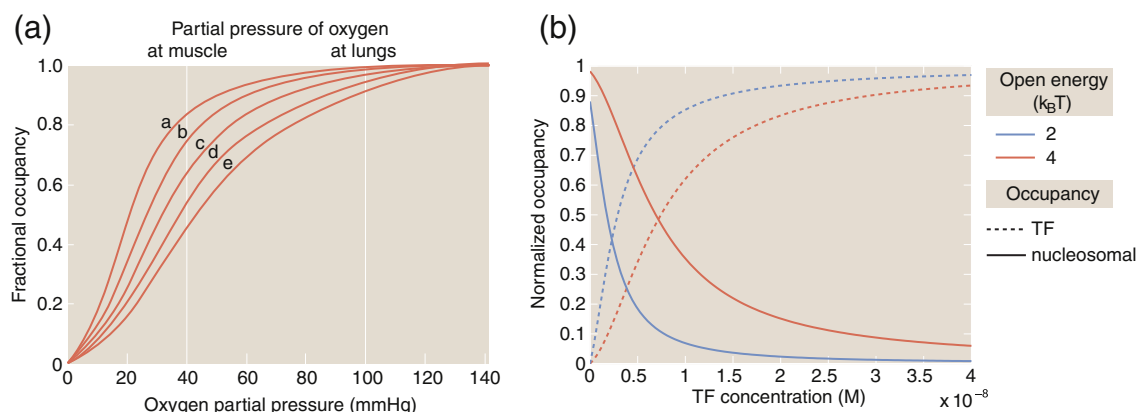 (a)
Partial pressure of oxygen
at muscle at lungs
1.0
0.8
0.6
0.4
0.2
0
Fractional occupancy
a
b
c
d
e
0 20 40 60 80 100 120 140
Oxygen partial pressure (mmHg)
(b)
1
0.9
0.8
0.7
0.6
0.5
0.4
0.3
0.2
0.1
0
Normalized occupancy
0 0.5 1 1.5 2 2.5 3 3.5 4
x 10⁻⁸
TF concentration (M)
Open energy
(k_BT)
2
4
Occupancy
TF
nucleosomal